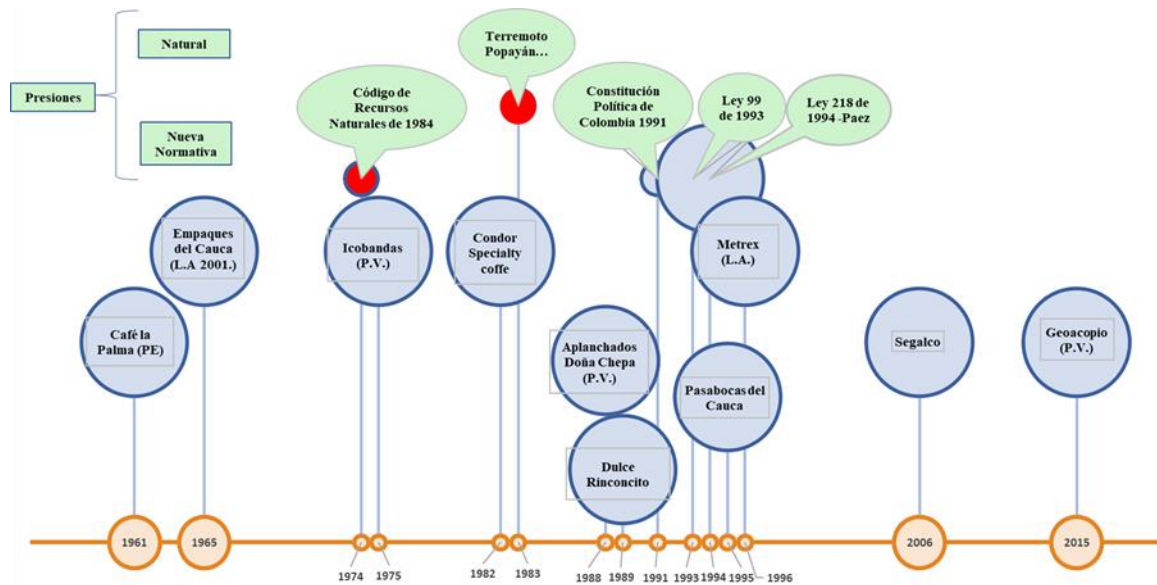 Presiones
Natural
Nueva
Normativa
Código de
Recursos
Naturales de 1984
Terremoto
Popayán…
Constitución
Política de
Colombia 1991
Ley 99
de 1993
Ley 218 de
1994 -Paez
Café la
Palma (PE)
Empaques
del Cauca
(L.A 2001.)
Icobandas
(P.V.)
Condor
Specialty
coffe
Aplanchados
Doña Chepa
(P.V.)
Dulce
Rinconcito
Metrex
(L.A.)
Pasabocas del
Cauca
Segalco
Geoacopio
(P.V.)
1961
1965
1974
1975
1982
1983
1988
1989
1991
1993
1994
1995
1996
2006
2015